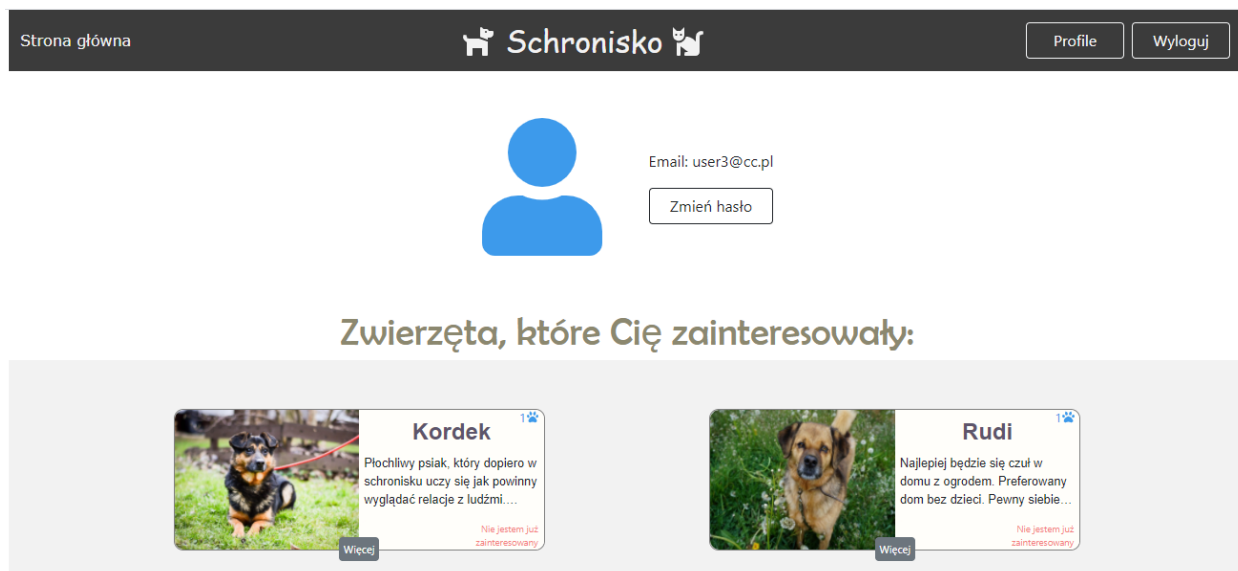 Strona główna
Schronisko
Profile
Wyloguj
Email: user3@cc.pl
Zmień hasło
Zwierzęta, które Cię zainteresowały:
1
Kordek
Płochliwy psiak, który dopiero w
schronisku uczy się jak powinny
wyglądać relacje z ludźmi....
Nie jestem już
zainteresowany
Więcej
1
Rudi
Najlepiej będzie się czuł w
domu z ogrodem. Preferowany
dom bez dzieci. Pewny siebie...
Nie jestem już
zainteresowany
Więcej